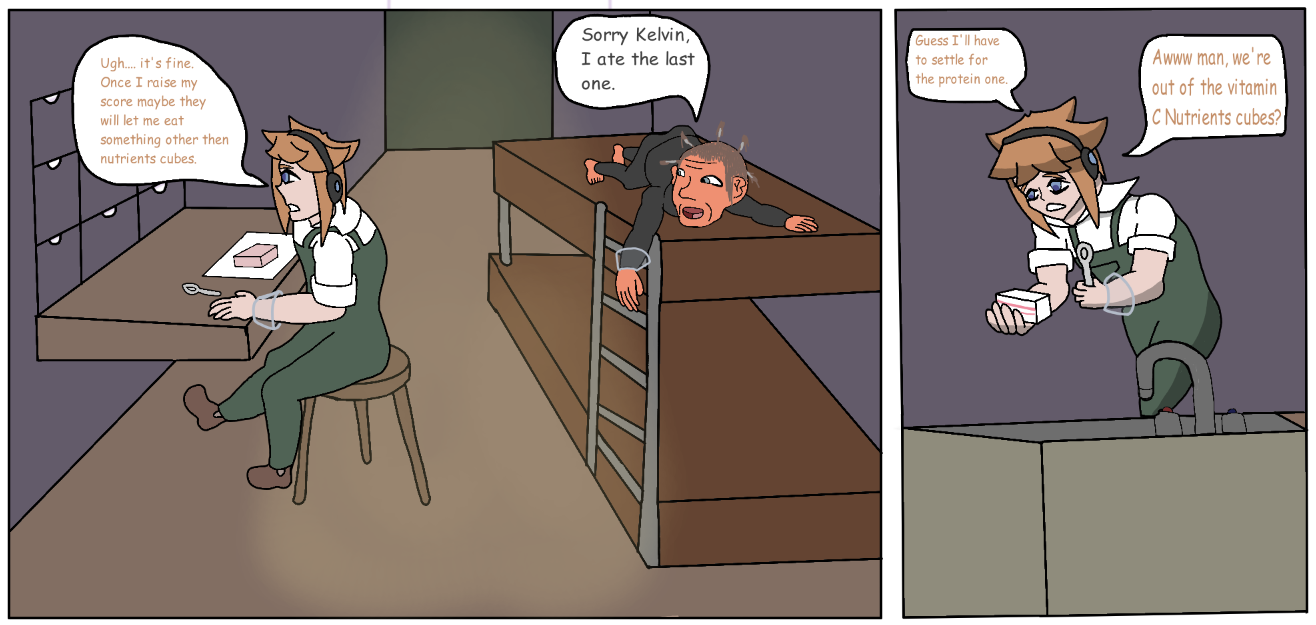 Awww man, we're
out of the vitamin
C Nutrients cubes?
Guess I'll have
to settle for
the protein one.
Sorry Kelvin,
I ate the last
one.
Ugh.... it's fine.
Once I raise my
score maybe they
will let me eat
something other then
nutrients cubes.